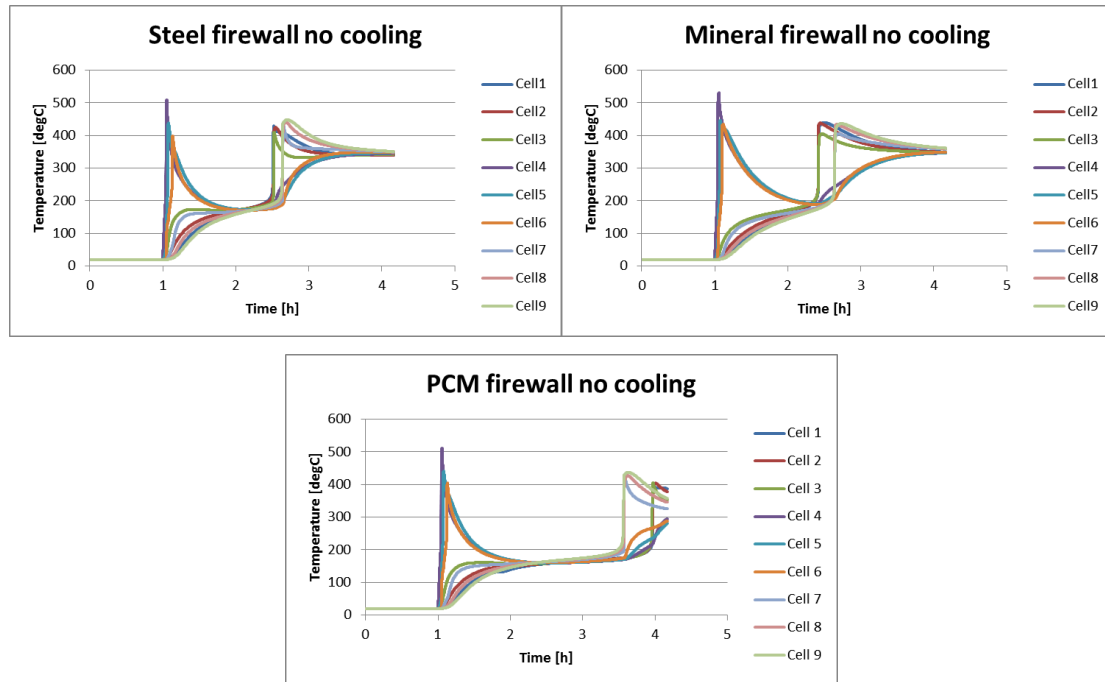 Steel firewall no cooling
600
500
400
300
200
100
0
Temperature [degC]
0 1 2 3 4 5
Time [h]
Cell1
Cell2
Cell3
Cell4
Cell5
Cell6
Cell7
Cell8
Cell9
Mineral firewall no cooling
600
500
400
300
200
100
0
Temperature [degC]
0 1 2 3 4 5
Time [h]
Cell1
Cell2
Cell3
Cell4
Cell5
Cell6
Cell7
Cell8
Cell9
PCM firewall no cooling
600
500
400
300
200
100
0
Temperature [degC]
0 1 2 3 4 5
Time [h]
Cell 1
Cell 2
Cell 3
Cell 4
Cell 5
Cell 6
Cell 7
Cell 8
Cell 9